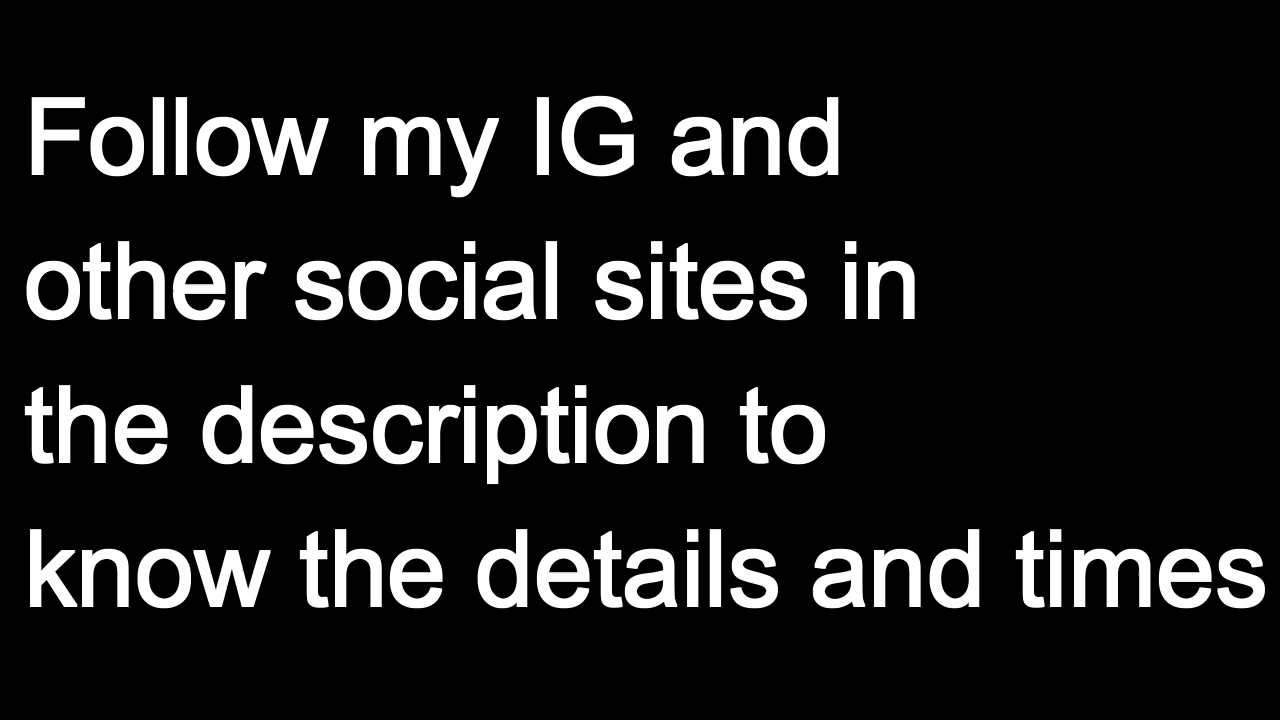 Follow my IG and
other social sites in
the description to
know the details and times